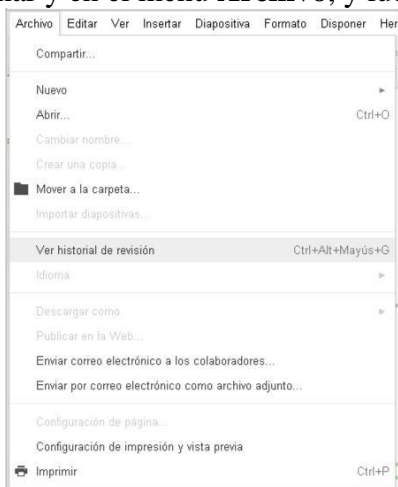 Archivo Editar Ver Insertar Diapositiva Formato Disponer
Compartir...
Nuevo ►
Abrir... Ctrl+O
Cambiar nombre...
Crear una copia...
Mover a la carpeta...
Importar diapositivas...
Ver historial de revisión Ctrl+Alt+Mayús+G
Idioma ►
Descargar como ►
Publicar en la Web...
Enviar correo electrónico a los colaboradores...
Enviar por correo electrónico como archivo adjunto...
Configuración de página...
Configuración de impresión y vista previa
Imprimir Ctrl+P